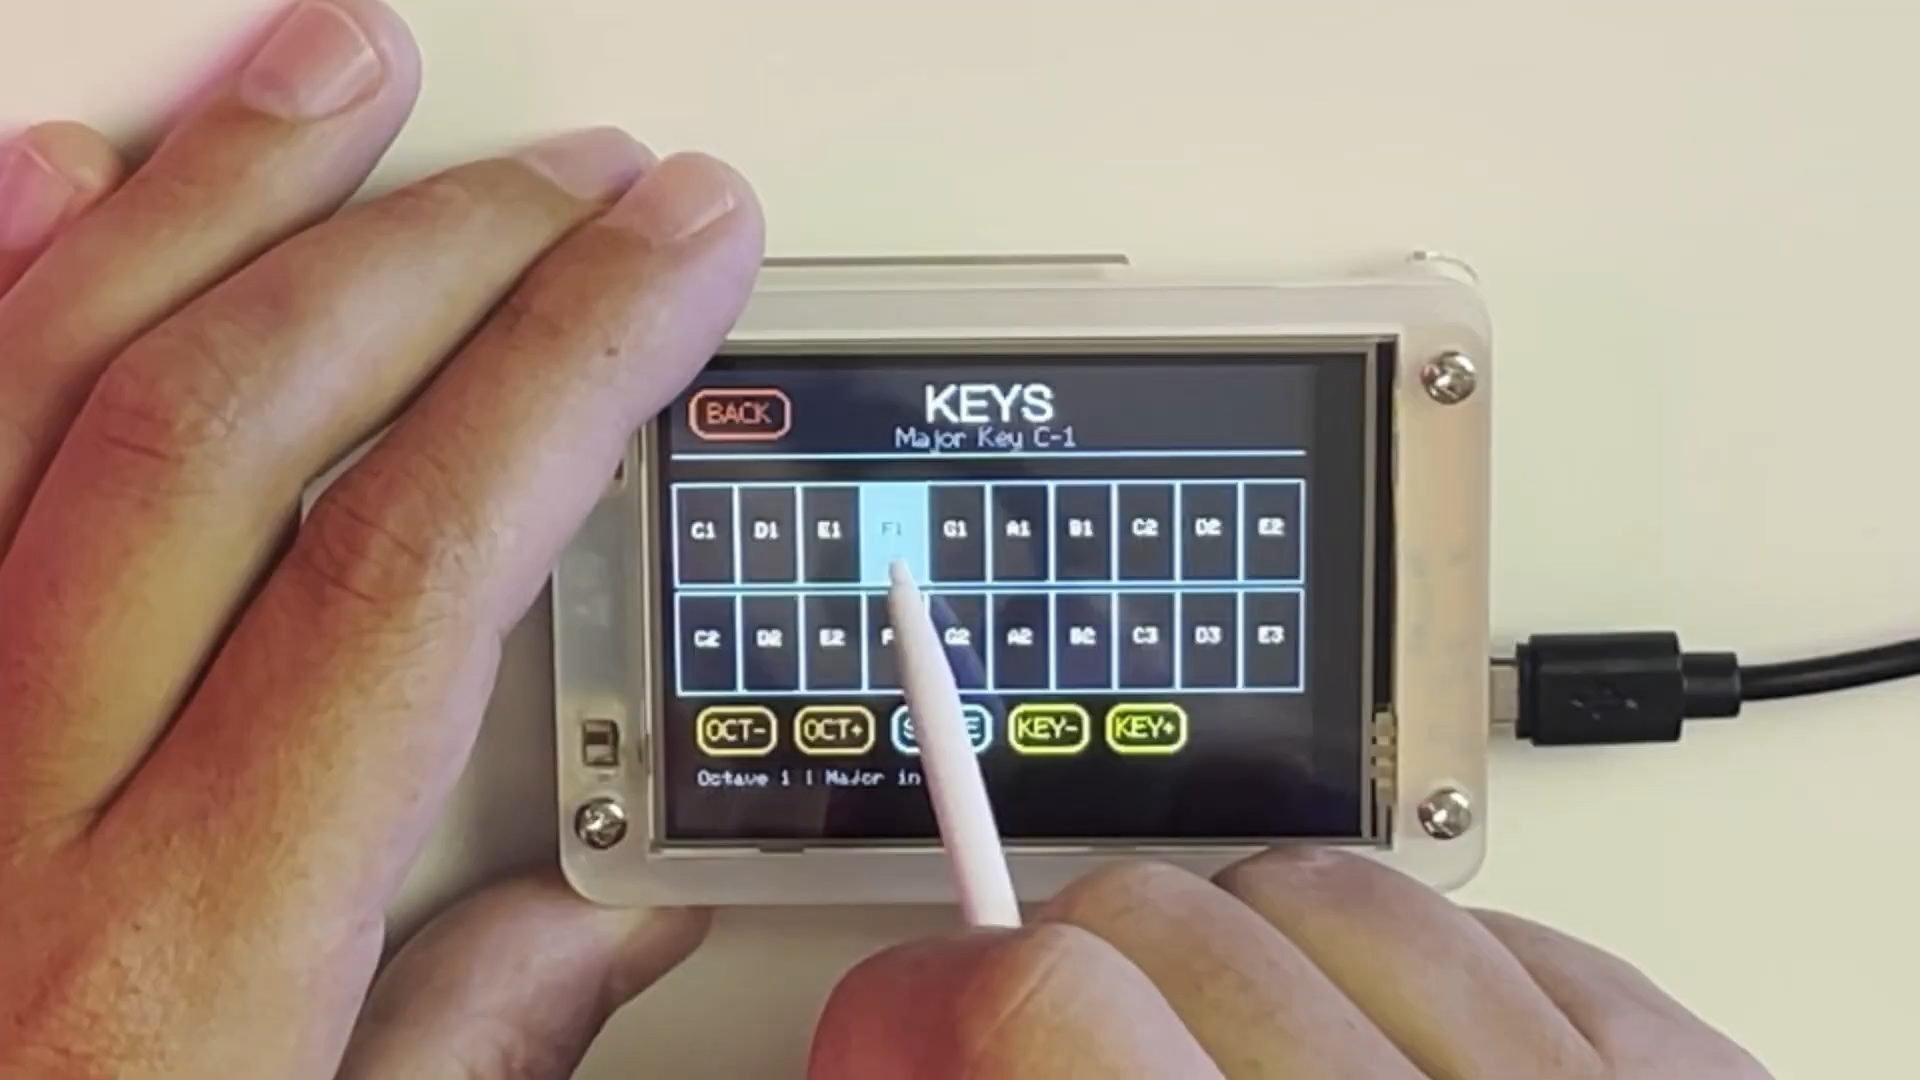 BACK
KEYS
Major Key C-1
C1 D1 E1 F1 G1 A1 B1 C2 D2 E2
C2 D2 E2 G2 A2 B2 C3 D3 E3
OCT- OCT+ KEY- KEY+
Octave 1 | Major in